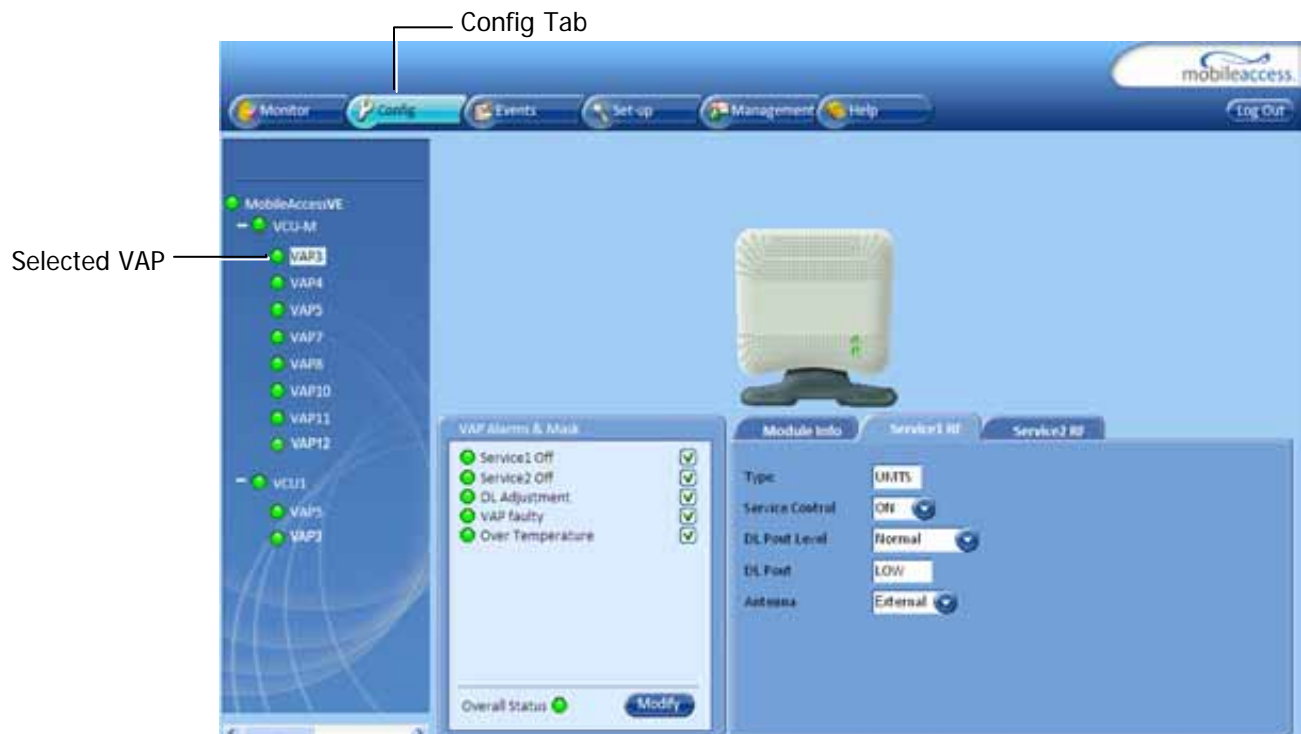 Config Tab
mobileaccess
Monitor
Config
Events
Set-up
Management
Help
Log Out
MobileAccessVE
VCU-M
Selected VAP
VAP3
VAP4
VAP5
VAP7
VAP8
VAP10
VAP11
VAP12
VCU1
VAP5
VAP3
VAP Alarms & Mask
Service1 Off
Service2 Off
DL Adjustment
VAP faulty
Over Temperature
Overall Status
Modify
Module Info
Service1 RF
Service2 RF
Type UMTS
Service Control ON
DL Pout Level Normal
DL Pout LOW
Antenna External